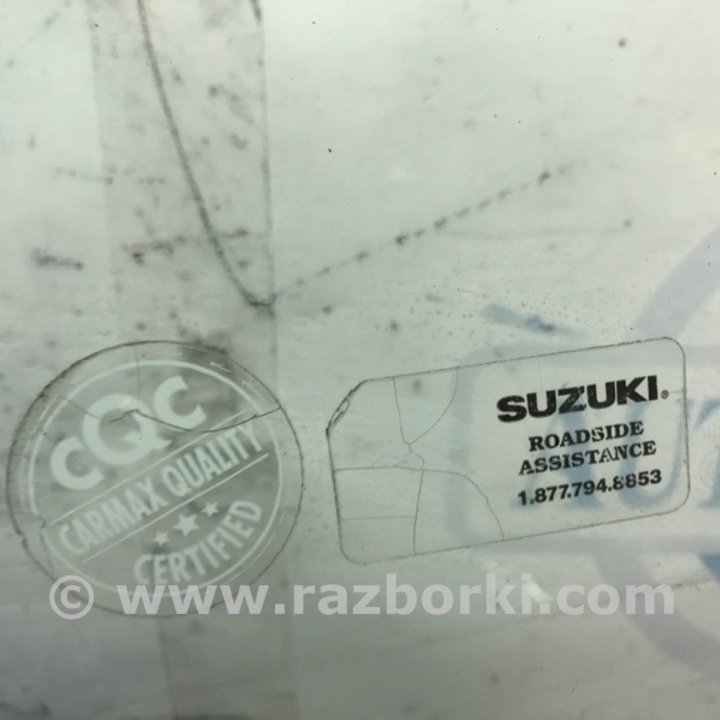 CQC
CARMAX QUALITY
CERTIFIED
SUZUKI®
ROADSIDE
ASSISTANCE
1.877.794.8853
© www.razborki.com